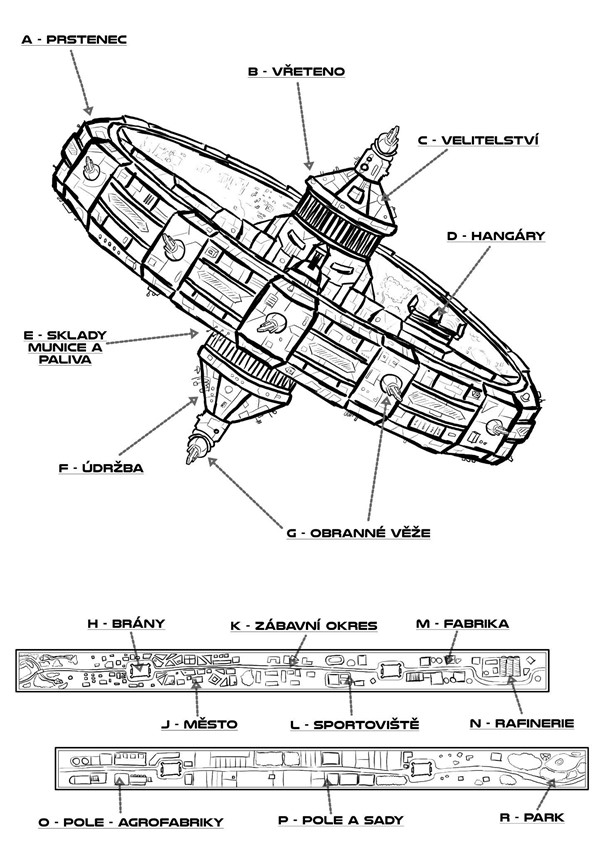 A - PRSTENEC
B - VŘETENO
C - VELITELSTVÍ
D - HANGÁRY
E - SKLADY
MUNICE A
PALIVA
F - ÚDRŽBA
G - OBRANNÉ VĚŽE
H - BRÁNY
K - ZÁBAVNÍ OKRES
M - FABRIKA
J - MĚSTO
L - SPORTOVIŠTĚ
N - RAFINERIE
O - POLE - AGROFABRIKY
P - POLE A SADY
R - PARK